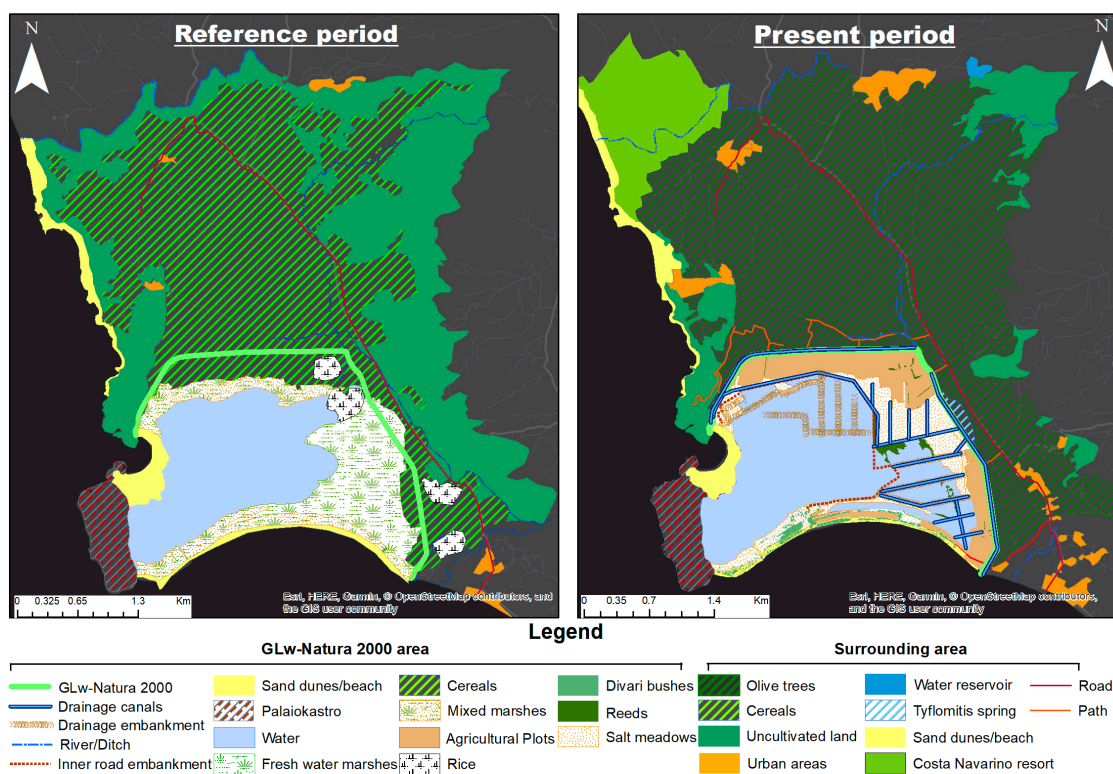 Reference period
N
Present period
N
Esri, HERE, Garmin, © OpenStreetMap contributors, and
the GIS user community
0 0.325 0.65 1.3 Km
Esri, HERE, Garmin, © OpenStreetMap contributors,
and the GIS user community
0 0.35 0.7 1.4 Km
Legend
GLw-Natura 2000 area
GLw-Natura 2000
Drainage canals
Drainage embankment
River/Ditch
Inner road embankment
Sand dunes/beach
Palaiokastro
Water
Fresh water marshes
Cereals
Mixed marshes
Agricultural Plots
Rice
Divari bushes
Reeds
Salt meadows
Surrounding area
Olive trees
Cereals
Uncultivated land
Urban areas
Water reservoir
Tyflomitis spring
Sand dunes/beach
Costa Navarino resort
Road
Path